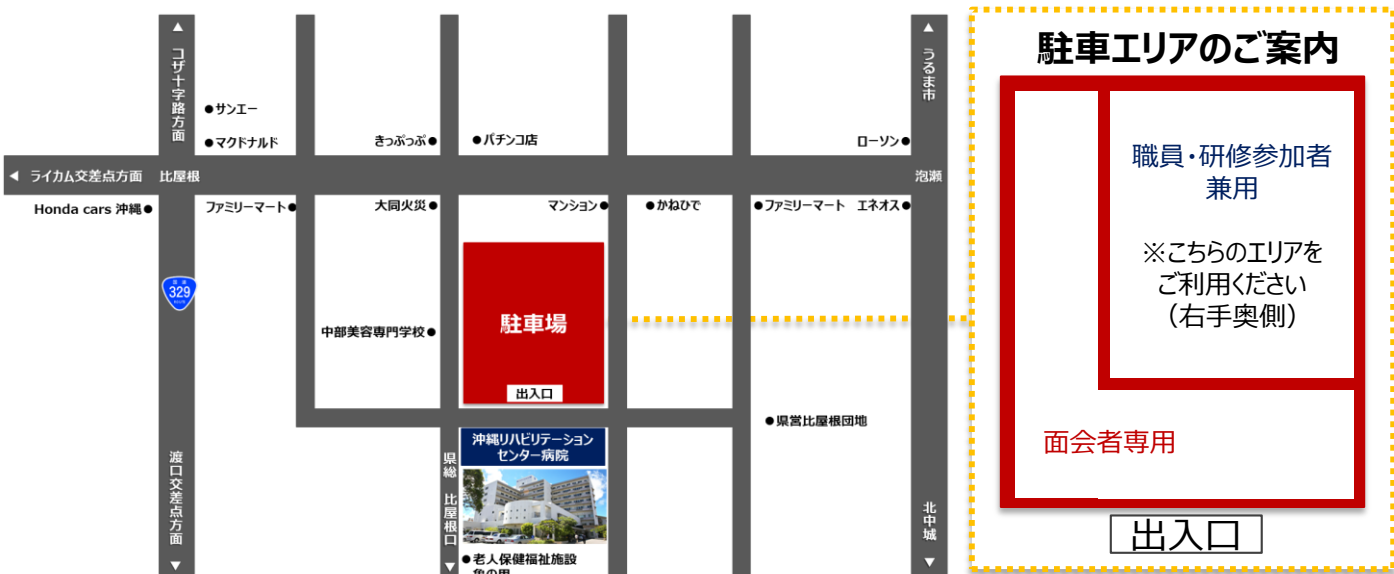 ▲ コザ十字路方面
●サンエー
●マクドナルド
きっぷっぷ●
●パチンコ店
ローソン●
▲ うるま市
◀ ライカム交差点方面 比屋根
泡瀬
Honda cars 沖縄●
ファミリーマート●
大同火災●
マンション●
●かねひで
●ファミリーマート エネオス●
国道
329
ROUTE
中部美容専門学校●
駐車場
出入口
●県営比屋根団地
沖縄リハビリテーション
センター病院
渡口交差点方面 ▼
県総 比屋根口 ▼
北中城 ▼
●老人保健福祉施設
亀の里
駐車エリアのご案内
職員・研修参加者
兼用
※こちらのエリアを
ご利用ください
（右手奥側）
面会者専用
出入口